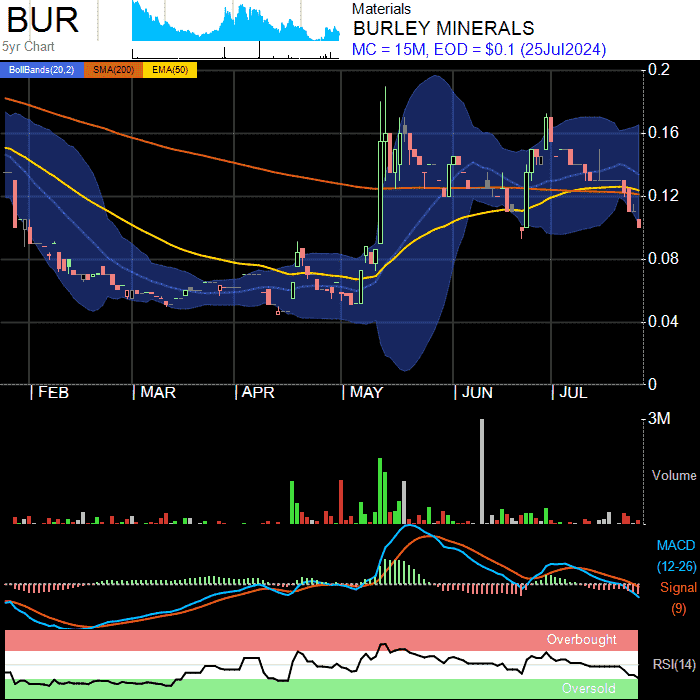 BUR
5yr Chart
Materials
BURLEY MINERALS
MC = 15M, EOD = $0.1 (25Jul2024)
BollBands(20,2) SMA(200) EMA(50)
0.2
0.16
0.12
0.08
0.04
0
FEB MAR APR MAY JUN JUL
3M
Volume
MACD
(12-26)
Signal
(9)
Overbought
RSI(14)
Oversold